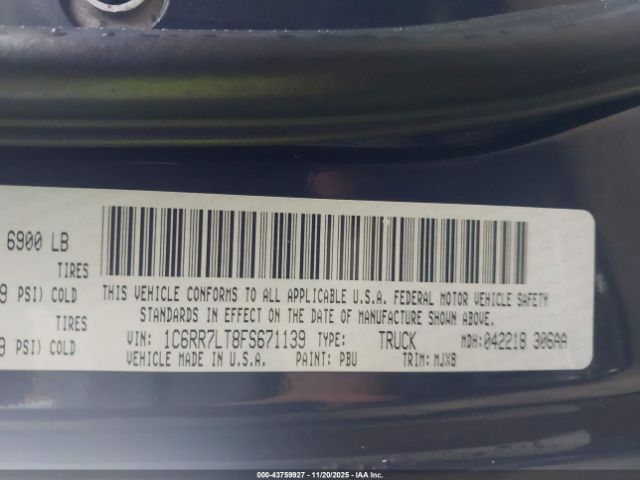 6900 LB
TIRES
9 PSI) COLD
TIRES
PSI) COLD
THIS VEHICLE CONFORMS TO ALL APPLICABLE U.S.A. FEDERAL MOTOR VEHICLE SAFETY
STANDARDS IN EFFECT ON THE DATE OF MANUFACTURE SHOWN ABOVE.
VIN: 1C6RR7LT8FS671139 TYPE: TRUCK MDH: 042218 306AA
VEHICLE MADE IN U.S.A. PAINT: PBU TRIM: MJX8
000-43759927 - 11/20/2025 - IAA Inc. (NYSE: IAA)